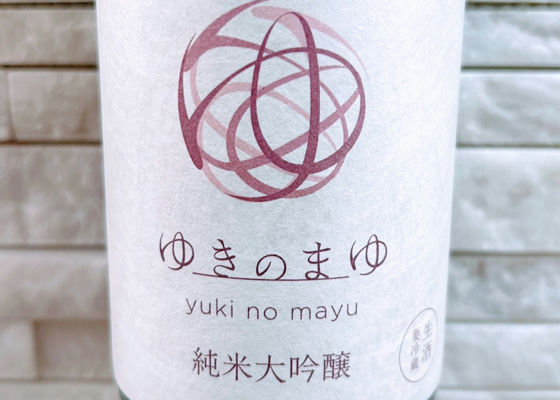 ゆきのまゆ
yuki no mayu
純米大吟醸
生酒
要冷蔵